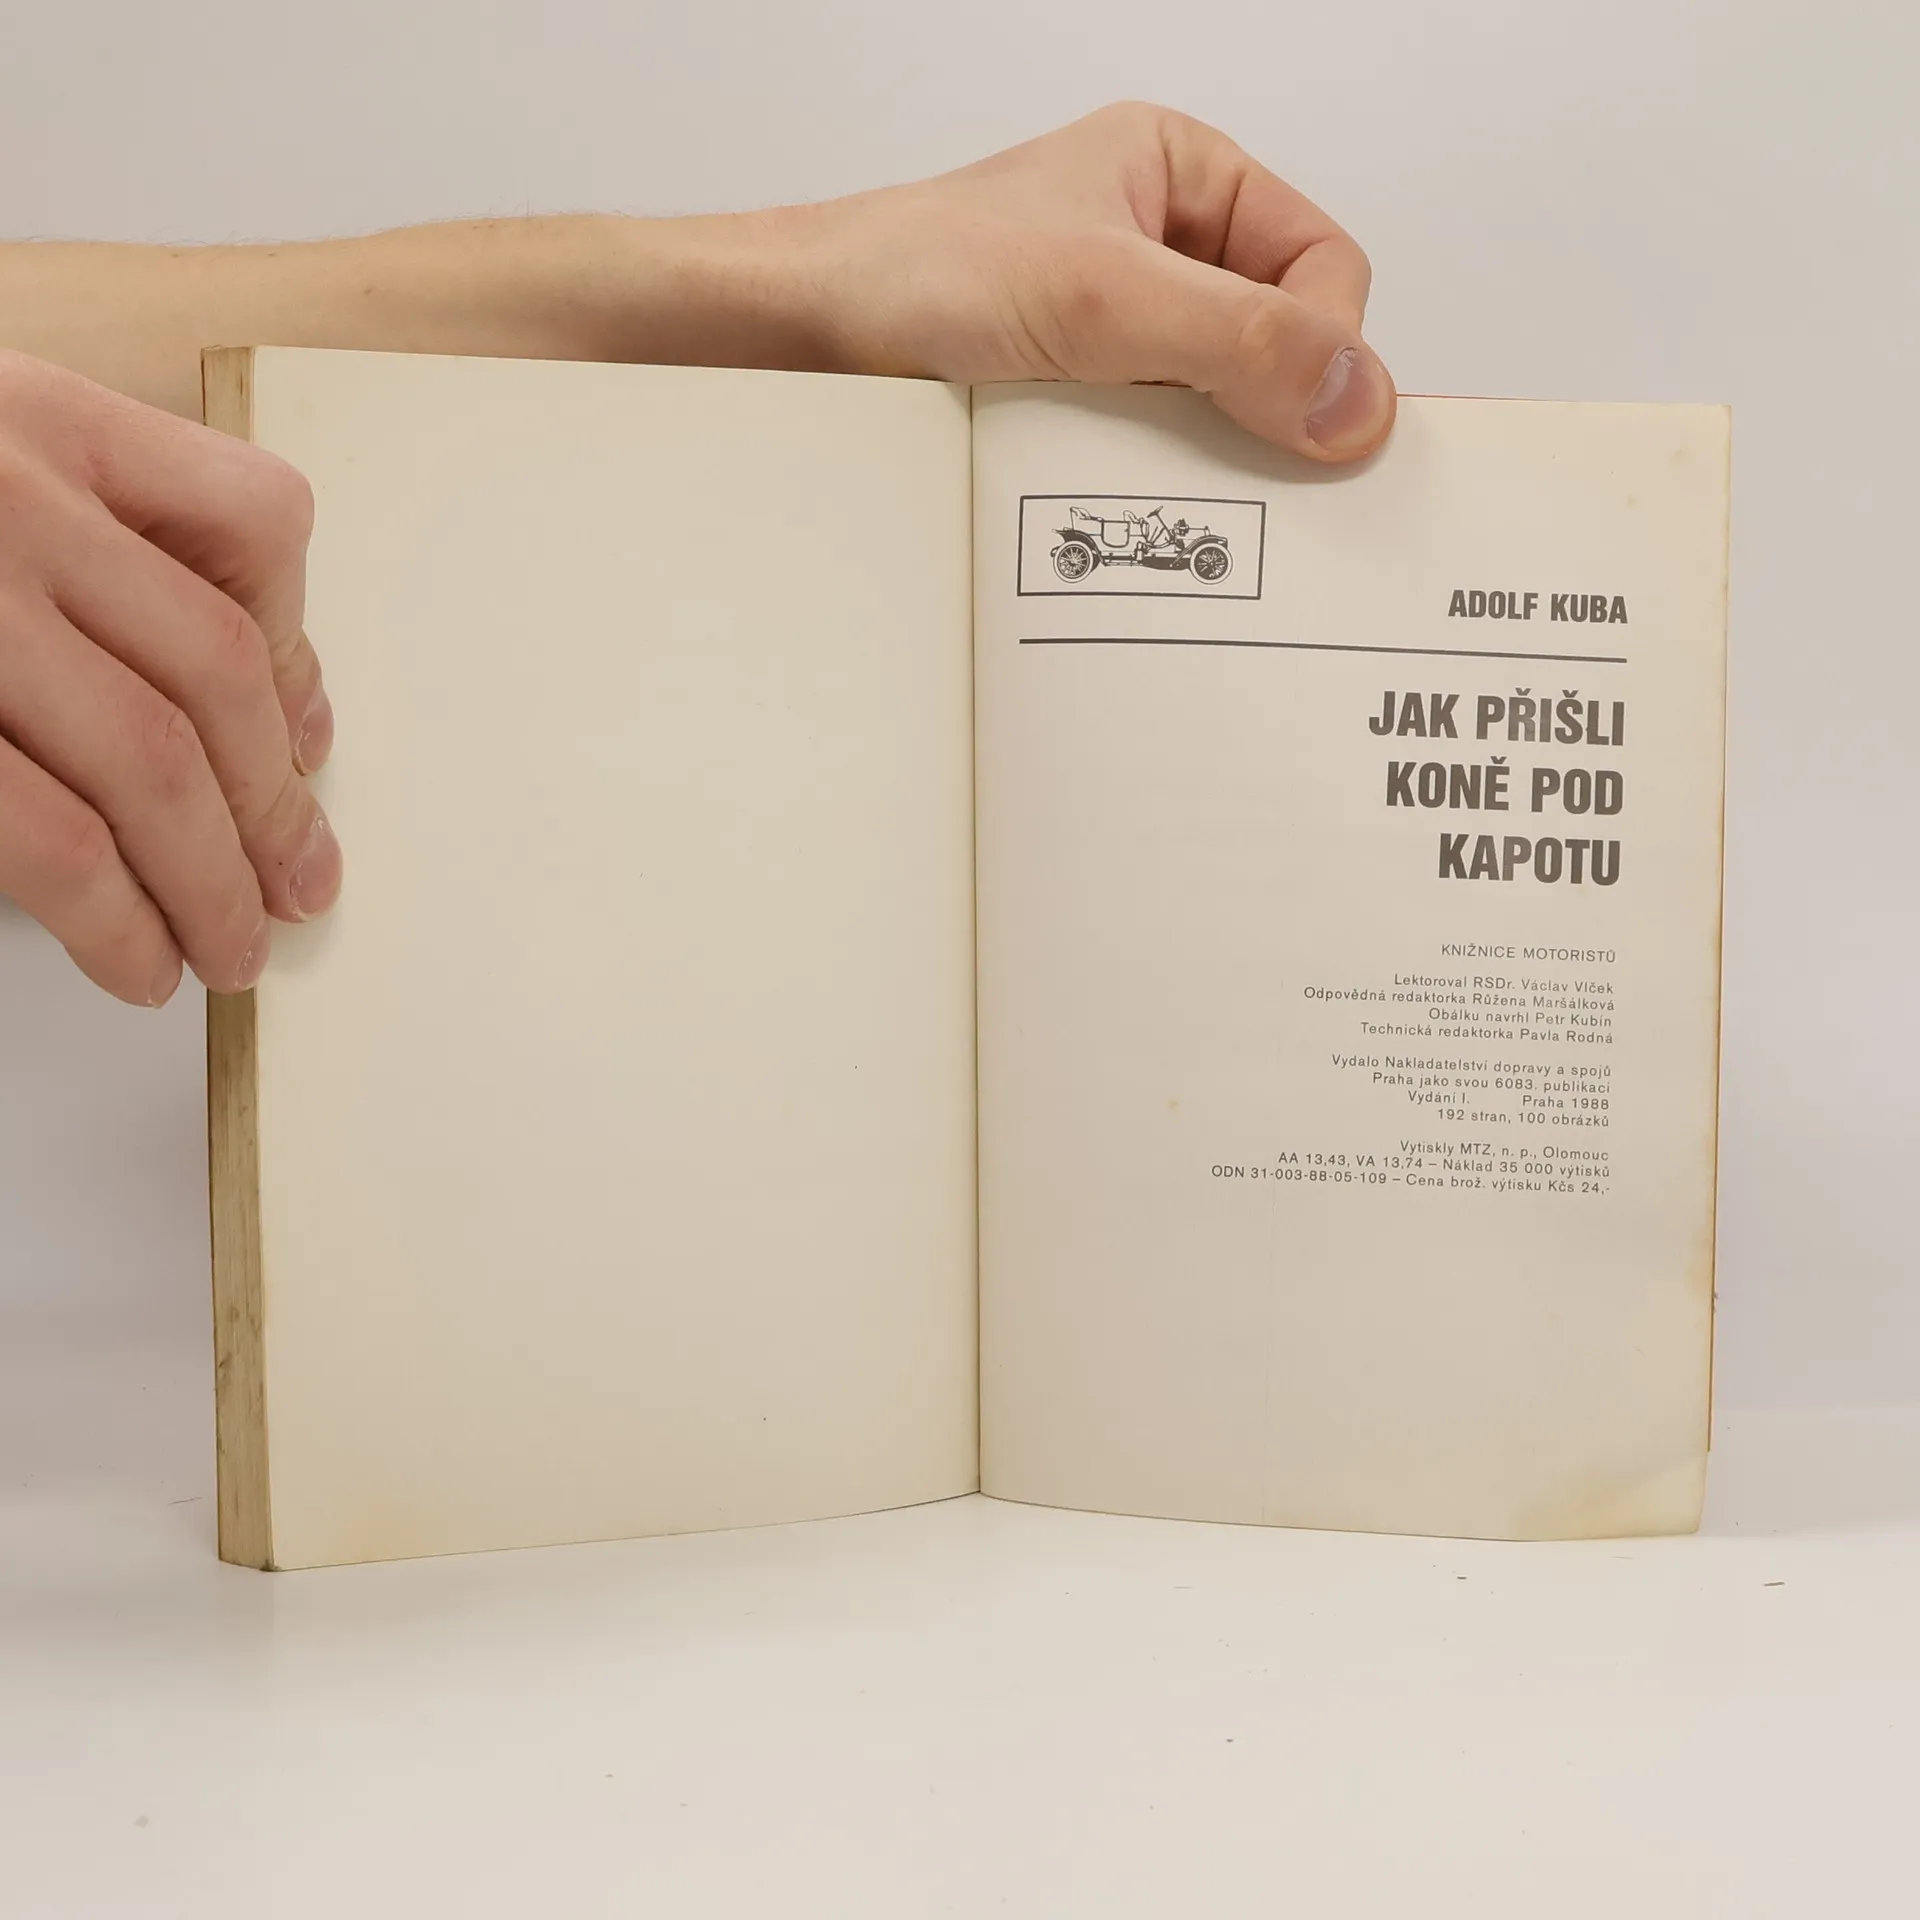 ADOLF KUBA
JAK PŘIŠLI
KONĚ POD
KAPOTU
KNIŽNICE MOTORISTŮ
Lektoroval RSDr. Václav Vlček
Odpovědná redaktorka Růžena Maršálková
Obálku navrhl Petr Kubín
Technická redaktorka Pavla Rodná
Vydalo Nakladatelství dopravy a spojů
Praha jako svou 6083. publikaci
Vydání I. Praha 1988
192 stran, 100 obrázků
Vytiskly MTZ, n. p., Olomouc
AA 13,43, VA 13,74 – Náklad 35 000 výtisků
ODN 31-003-88-05-109 – Cena brož. výtisku Kčs 24,-